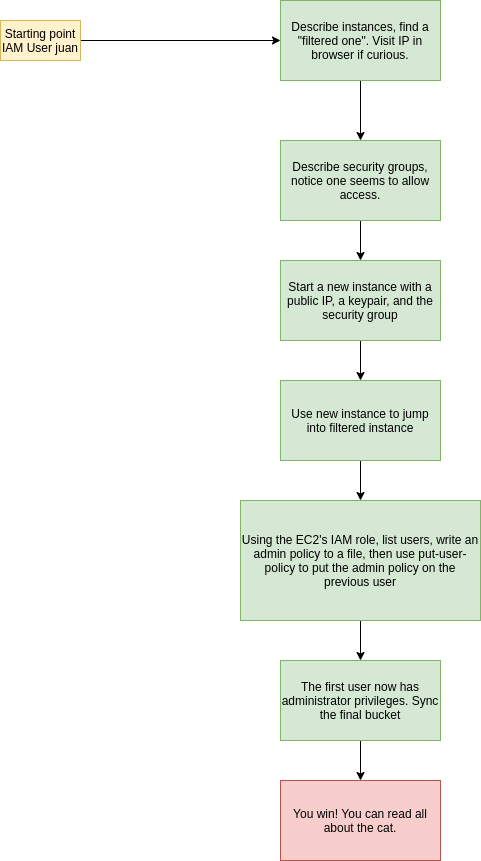 Starting point
IAM User juan
Describe instances, find a
"filtered one". Visit IP in
browser if curious.
Describe security groups,
notice one seems to allow
access.
Start a new instance with a
public IP, a keypair, and the
security group
Use new instance to jump
into filtered instance
Using the EC2's IAM role, list users, write an
admin policy to a file, then use put-user-
policy to put the admin policy on the
previous user
The first user now has
administrator privileges. Sync
the final bucket
You win! You can read all
about the cat.